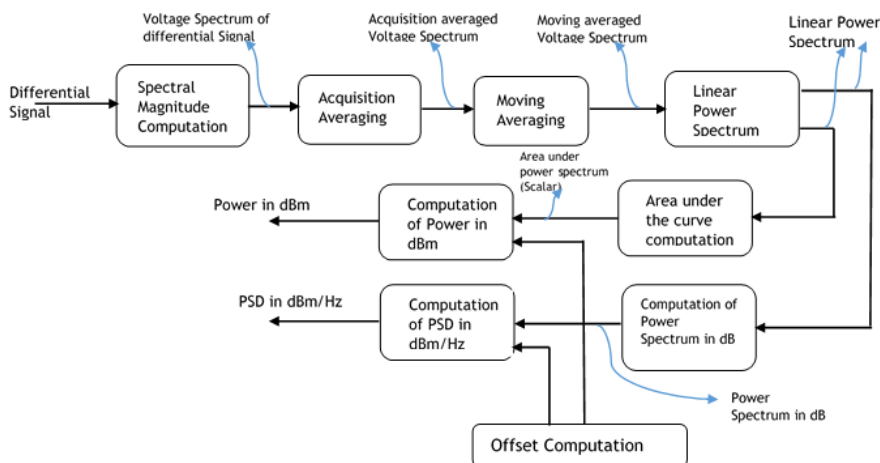 Voltage Spectrum of
differential Signal
Acquisition averaged
Voltage Spectrum
Moving averaged
Voltage Spectrum
Linear Power
Spectrum
Differential
Signal
Spectral
Magnitude
Computation
Acquisition
Averaging
Moving
Averaging
Linear
Power
Spectrum
Area under
power spectrum
(Scalar)
Power in dBm
Computation
of Power in
dBm
Area under
the curve
computation
PSD in dBm/Hz
Computation
of PSD in
dBm/Hz
Computation of
Power
Spectrum in dB
Power
Spectrum in dB
Offset Computation